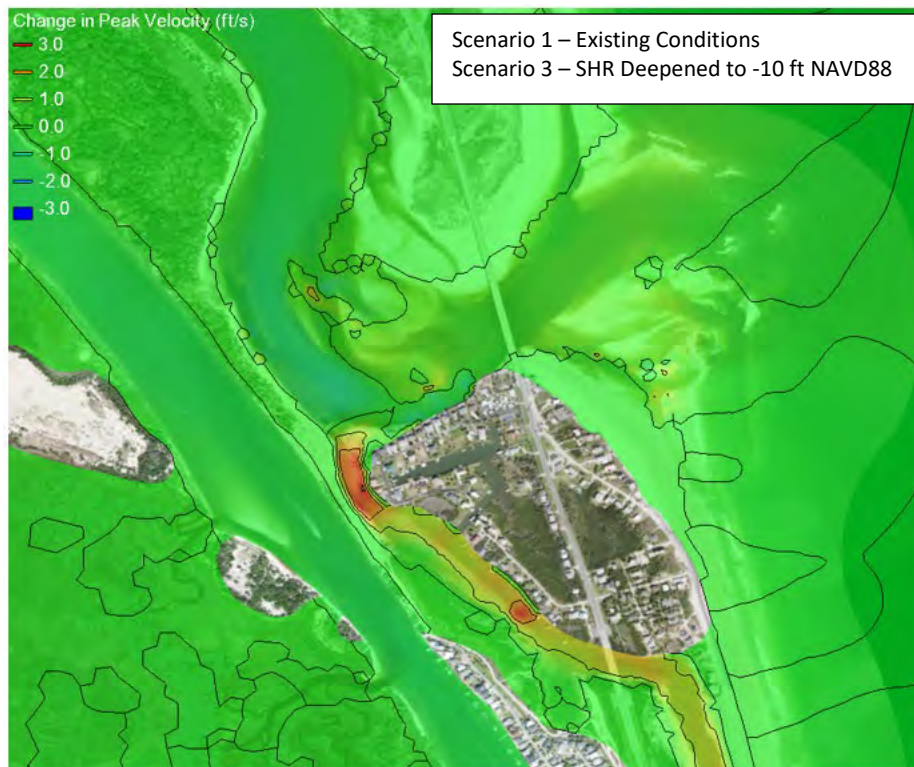 Change in Peak Velocity (ft/s)
3.0
2.0
1.0
0.0
-1.0
-2.0
-3.0
Scenario 1 – Existing Conditions
Scenario 3 – SHR Deepened to -10 ft NAVD88